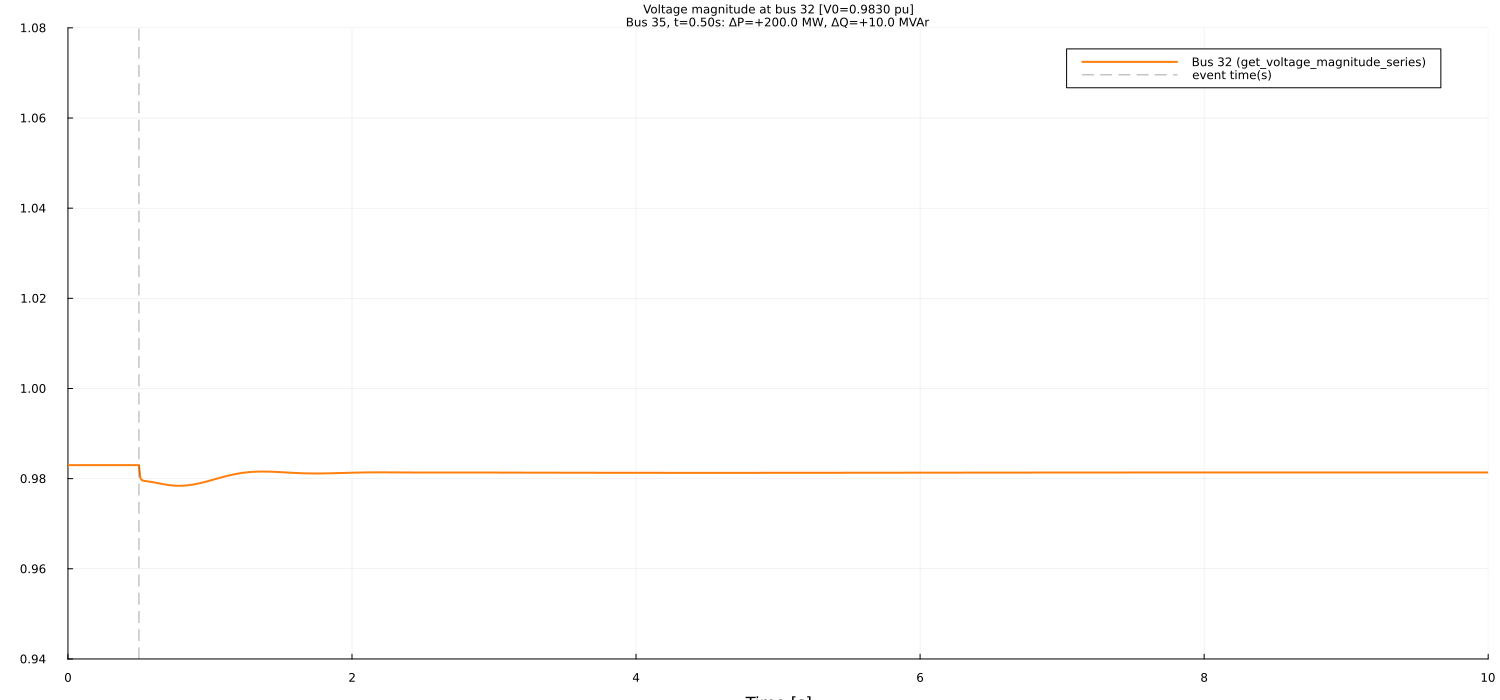 Voltage magnitude at bus 32 [V0=0.9830 pu]
Bus 35, t=0.50s: ΔP=+200.0 MW, ΔQ=+10.0 MVAr
Bus 32 (get_voltage_magnitude_series)
event time(s)
1.08
1.06
1.04
1.02
1.00
0.98
0.96
0.94
0 2 4 6 8 10
Time [s]